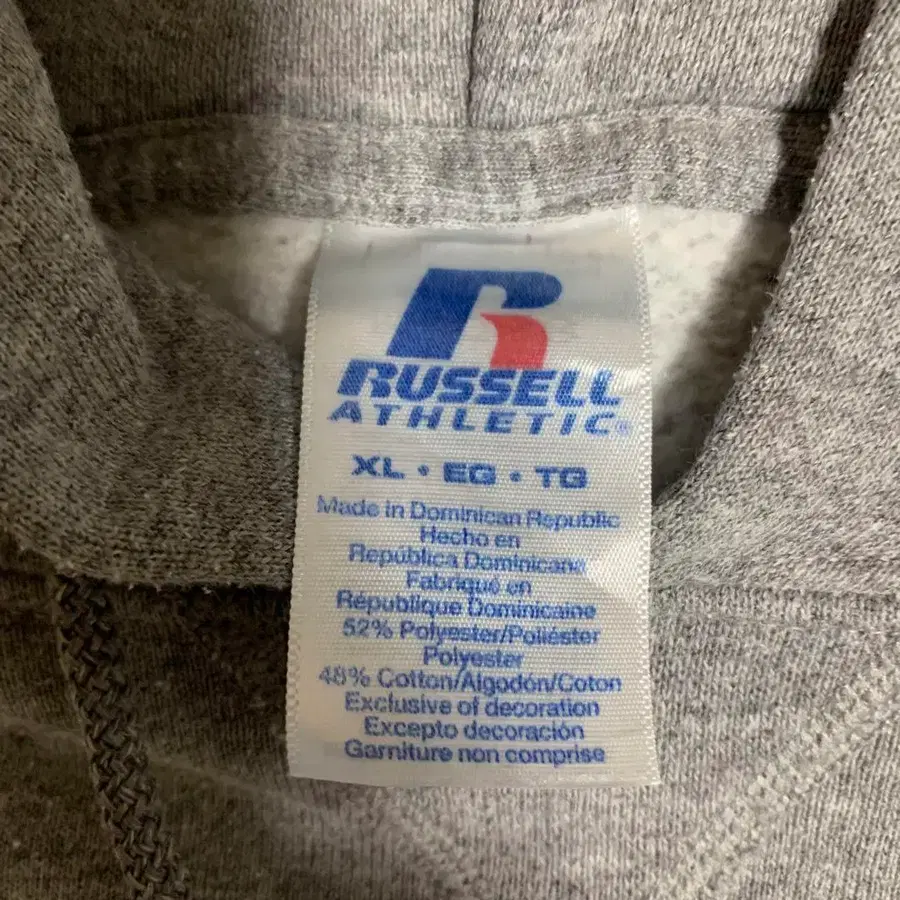 R
RUSSELL
ATHLETIC®
XL • EG • TG
Made in Dominican Republic
Hecho en
República Dominicana
Fabriqué en
République Dominicaine
52% Polyester/Poliéster
Polyester
48% Cotton/Algodón/Coton
Exclusive of decoration
Excepto decoración
Garniture non comprise